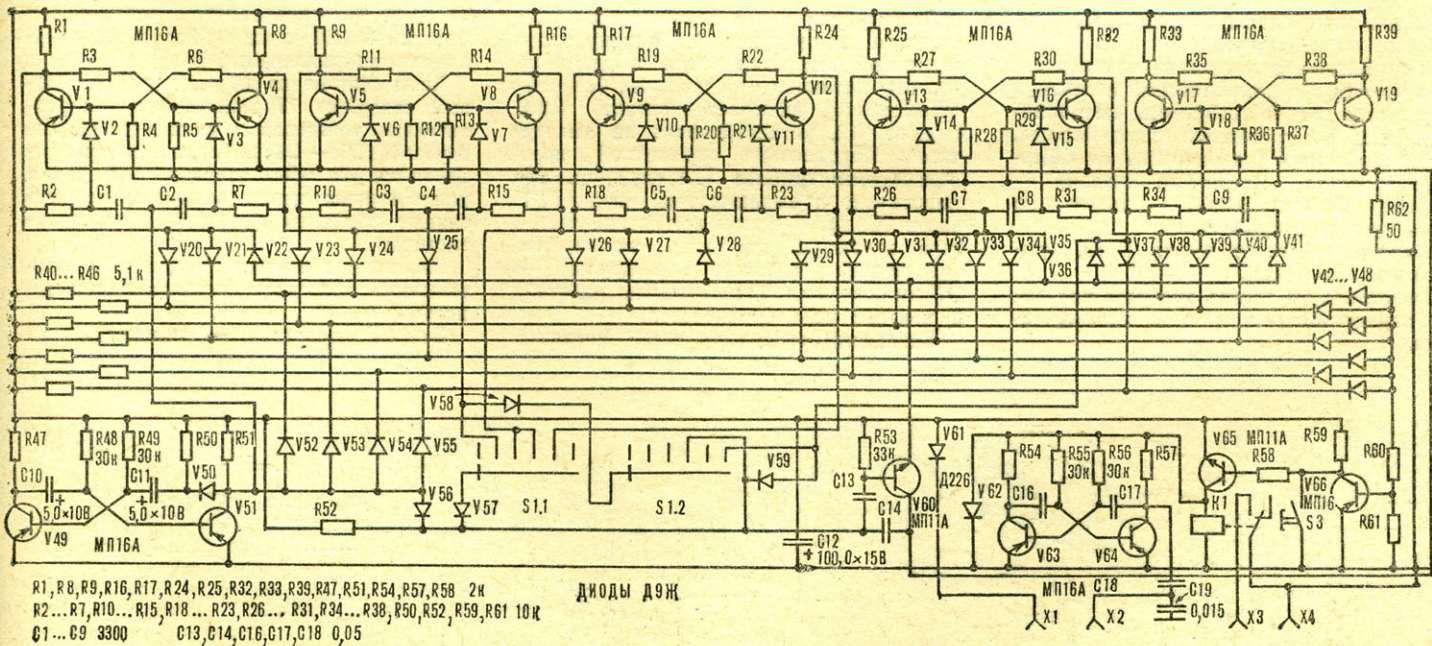 R1 МП16А R8 R9 МП16А R16 R17 МП16А R24 R25 МП16А R32 R33 МП16А R39
R3 R6 R11 R14 R19 R22 R27 R30 R35 R38
V1 V4 V5 V8 V9 V12 V13 V16 V17 V19
V2 R4 R5 V3 V6 R12 R13 V7 V10 R20 R21 V11 V14 R28 R29 V15 V18 R36 R37
R2 C1 C2 R7 R10 C3 C4 R15 R18 C5 C6 R23 R26 C7 C8 R31 R34 C9 R62
50
V20 V21 V22 V23 V24 V25 V26 V27 V28 V29 V30 V31 V32 V33 V34 V35 V36 V37 V38 V39 V40 V41
R40...R46 5,1к V42...V48
V58
R47 R48 30к R49 30к R50 R51 V52 V53 V54 V55 R53 33к V61 R54 R55 30к R56 30к R57 V65 МП11А R58 R59 R60
C10 5,0×10В C11 5,0×10В V50 V51 V56 V57 S1.1 S1.2 V59 C13 V60 МП11А Д226 V62 C16 C17 K1 V66 МП16 S3 R61
V49 МП16А R52 C12 100,0×15В C14 V63 V64
МП16А C18 C19 0,015
X1 X2 X3 X4
R1,R8,R9,R16,R17,R24,R25,R32,R33,R39,R47,R51,R54,R57,R58 2к ДИОДЫ Д9Ж
R2...R7,R10...R15,R18...R23,R26...R31,R34...R38,R50,R52,R59,R61 10к
C1...C9 3300 C13,C14,C16,C17,C18 0,05